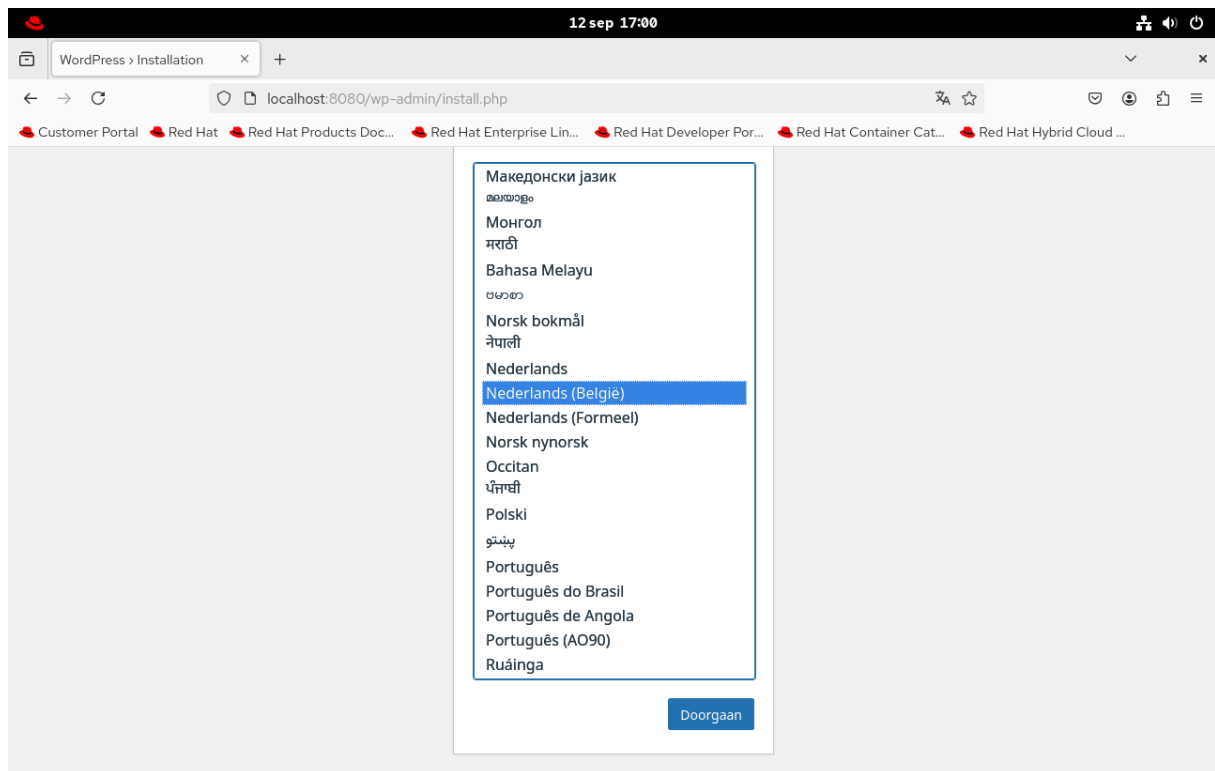 12 sep 17:00
WordPress › Installation
localhost:8080/wp-admin/install.php
Customer Portal Red Hat Red Hat Products Doc... Red Hat Enterprise Lin... Red Hat Developer Por... Red Hat Container Cat... Red Hat Hybrid Cloud ...
Македонски јазик
മലയാളം
Монгол
मराठी
Bahasa Melayu
ဗမာစာ
Norsk bokmål
नेपाली
Nederlands
Nederlands (België)
Nederlands (Formeel)
Norsk nynorsk
Occitan
ਪੰਜਾਬੀ
Polski
پښتو
Português
Português do Brasil
Português de Angola
Português (AO90)
Ruáinga
Doorgaan